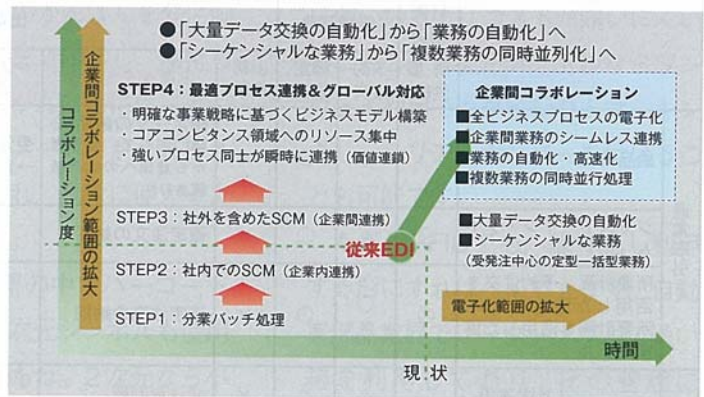 ●「大量データ交換の自動化」から「業務の自動化」へ
●「シーケンシャルな業務」から「複数業務の同時並列化」へ
コラボレーション度
企業間コラボレーション範囲の拡大
STEP4：最適プロセス連携＆グローバル対応
・明確な事業戦略に基づくビジネスモデル構築
・コアコンピタンス領域へのリソース集中
・強いプロセス同士が瞬時に連携（価値連鎖）
STEP3：社外を含めたSCM（企業間連携）
STEP2：社内でのSCM（企業内連携）
STEP1：分業バッチ処理
従来EDI
企業間コラボレーション
■全ビジネスプロセスの電子化
■企業間業務のシームレス連携
■業務の自動化・高速化
■複数業務の同時並行処理
■大量データ交換の自動化
■シーケンシャルな業務
（受発注中心の定型一括型業務）
電子化範囲の拡大
時間
現状